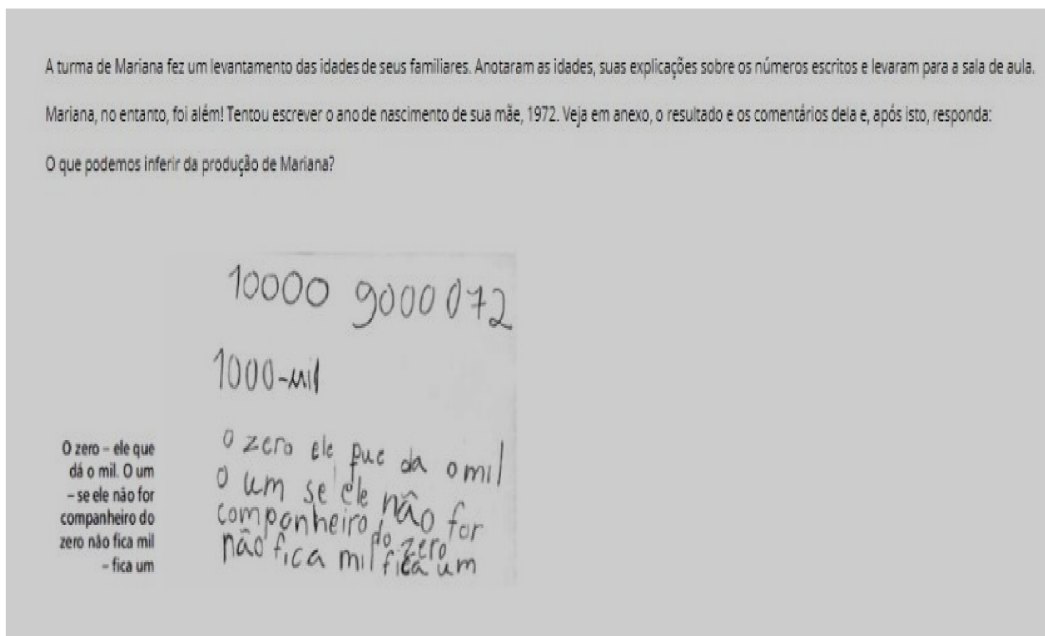 A turma de Mariana fez um levantamento das idades de seus familiares. Anotaram as idades, suas explicações sobre os números escritos e levaram para a sala de aula.
Mariana, no entanto, foi além! Tentou escrever o ano de nascimento de sua mãe, 1972. Veja em anexo, o resultado e os comentários dela e, após isto, responda:
O que podemos inferir da produção de Mariana?
10000 9000072
1000-mil
O zero – ele que
dá o mil. O um
– se ele não for
companheiro do
zero não fica mil
– fica um
O zero ele que da o mil
O um se ele não for
companheiro do zero
não fica mil fica um